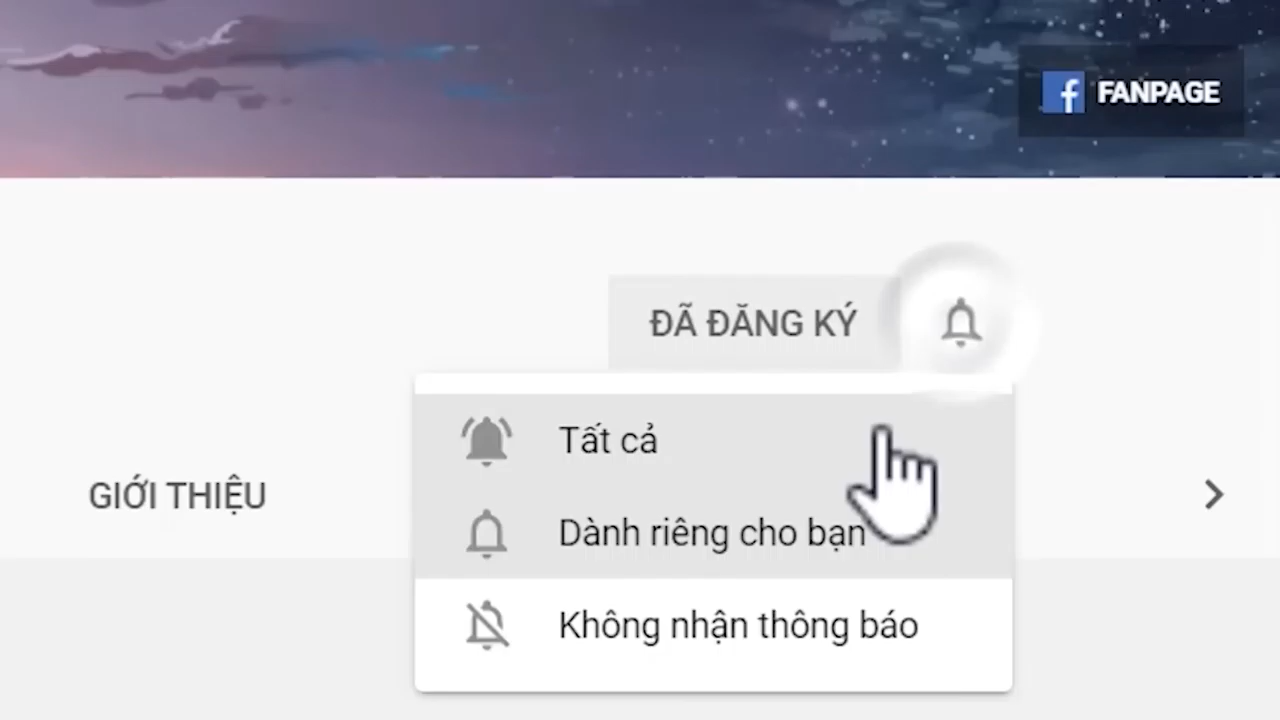 FANPAGE
ĐÃ ĐĂNG KÝ
Tất cả
GIỚI THIỆU
Dành riêng cho bạn
Không nhận thông báo